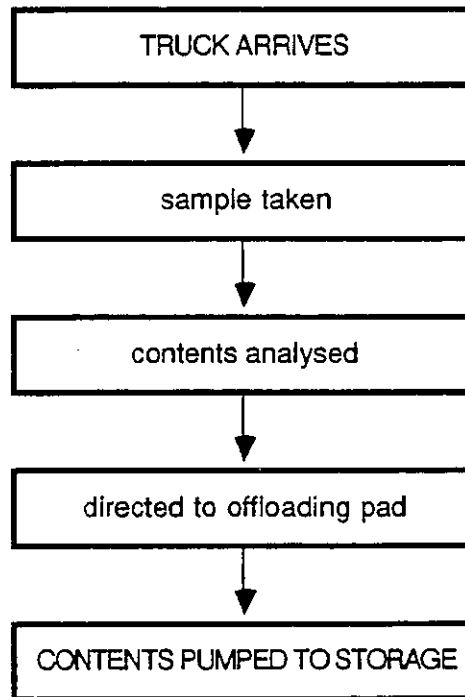 TRUCK ARRIVES
sample taken
contents analysed
directed to offloading pad
CONTENTS PUMPED TO STORAGE